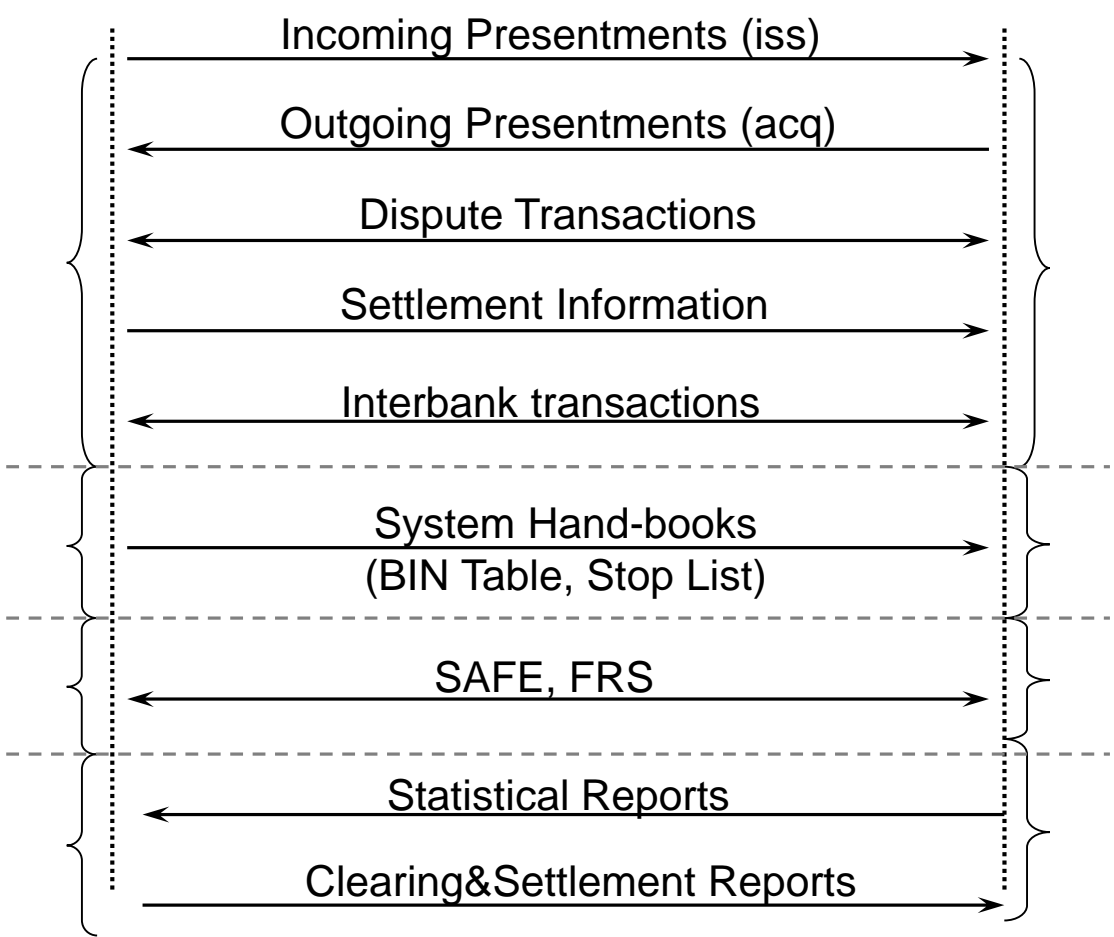 Incoming Presentments (iss)
Outgoing Presentments (acq)
Dispute Transactions
Settlement Information
Interbank transactions
System Hand-books
(BIN Table, Stop List)
SAFE, FRS
Statistical Reports
Clearing&Settlement Reports